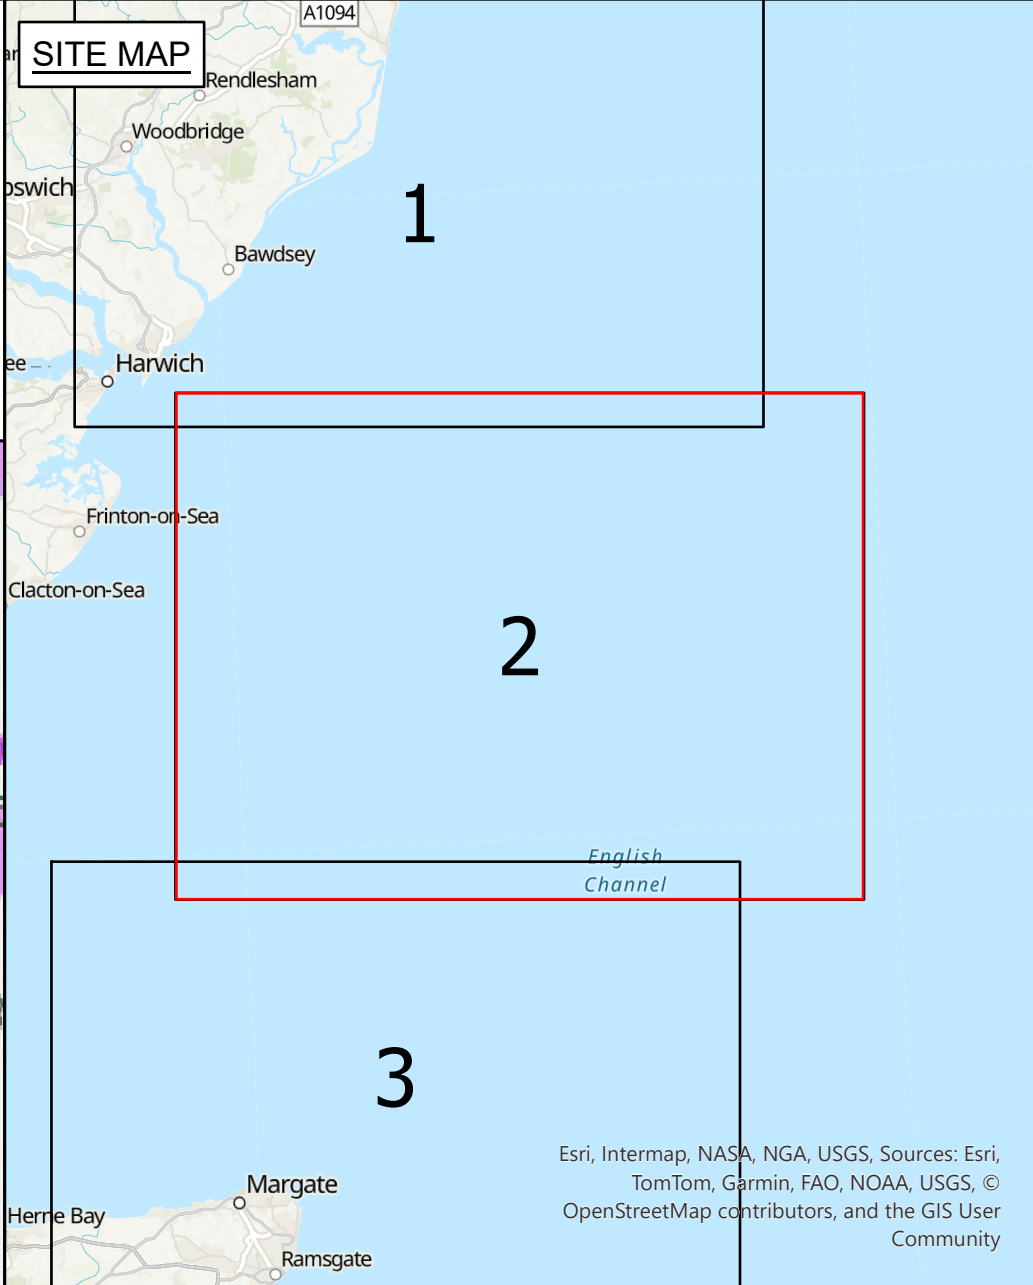 A1094
SITE MAP
Rendlesham
Woodbridge
pswich
1
Bawdsey
ee
Harwich
Frinton-on-Sea
Clacton-on-Sea
2
English
Channel
3
Esri, Intermap, NASA, NGA, USGS, Sources: Esri,
TomTom, Garmin, FAO, NOAA, USGS, ©
OpenStreetMap contributors, and the GIS User
Community
Margate
Herne Bay
Ramsgate